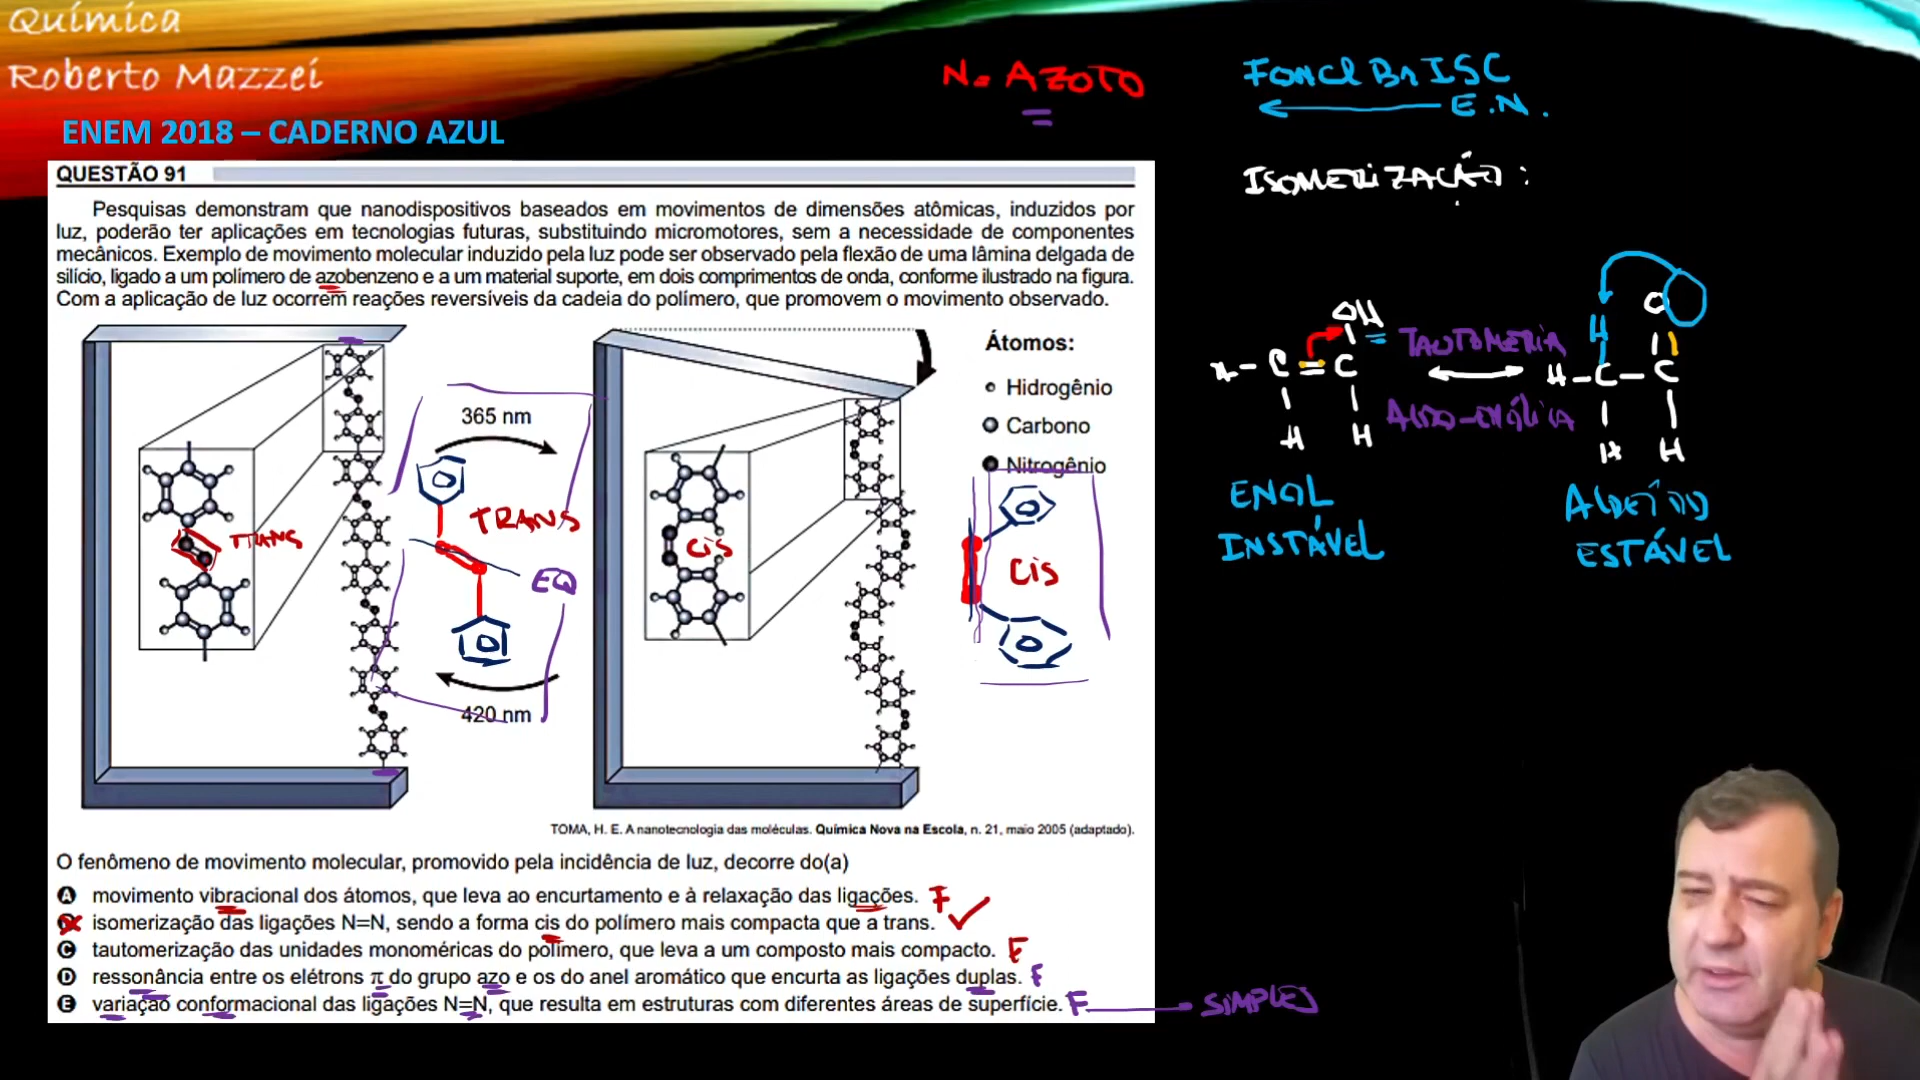 Química
Roberto Mazzei
ENEM 2018 – CADERNO AZUL
N = AZOTO
FONClBrISC
E.N.
ISOMERIZAÇÃO:
QUESTÃO 91
Pesquisas demonstram que nanodispositivos baseados em movimentos de dimensões atômicas, induzidos por
luz, poderão ter aplicações em tecnologias futuras, substituindo micromotores, sem a necessidade de componentes
mecânicos. Exemplo de movimento molecular induzido pela luz pode ser observado pela flexão de uma lâmina delgada de
silício, ligado a um polímero de azobenzeno e a um material suporte, em dois comprimentos de onda, conforme ilustrado na figura.
Com a aplicação de luz ocorrem reações reversíveis da cadeia do polímero, que promovem o movimento observado.
365 nm
TRANS
TRANS
EQ
420 nm
CIS
Átomos:
Hidrogênio
Carbono
Nitrogênio
CIS
OH
H – C = C
H H
TAUTOMERIA
ALDO-ENÓLICA
H O
H – C – C
H H
ENOL
INSTÁVEL
ALDEÍDO
ESTÁVEL
TOMA, H. E. A nanotecnologia das moléculas. Química Nova na Escola, n. 21, maio 2005 (adaptado).
O fenômeno de movimento molecular, promovido pela incidência de luz, decorre do(a)
A movimento vibracional dos átomos, que leva ao encurtamento e à relaxação das ligações. F
isomerização das ligações N=N, sendo a forma cis do polímero mais compacta que a trans.
C tautomerização das unidades monoméricas do polímero, que leva a um composto mais compacto. F
D ressonância entre os elétrons π do grupo azo e os do anel aromático que encurta as ligações duplas. F
E variação conformacional das ligações N=N, que resulta em estruturas com diferentes áreas de superfície. F SIMPLES